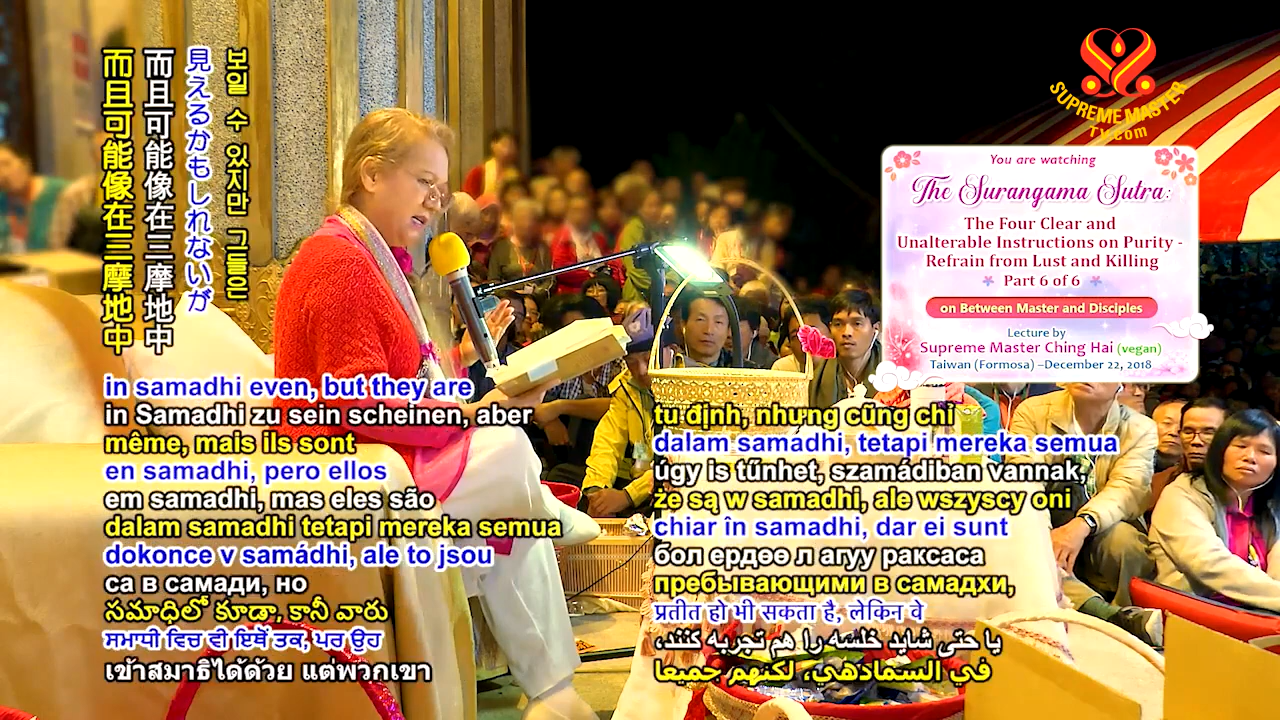 보일 수 있지만 그들은
見えるかもしれないが
而且可能像在三摩地中
而且可能像在三摩地中
in samadhi even, but they are
in Samadhi zu sein scheinen, aber
même, mais ils sont
en samadhi, pero ellos
em samadhi, mas eles são
dalam samadhi tetapi mereka semua
dokonce v samádhi, ale to jsou
са в самади, но
సమాధిలో కూడా, కానీ వారు
ਸਮਾਧੀ ਵਿਚ ਵੀ ਇਥੋਂ ਤਕ, ਪਰ ਉਹ
เข้าสมาธิได้ด้วย แต่พวกเขา
tu định, nhưng cũng chỉ
dalam samádhi, tetapi mereka semua
úgy is tűnhet, szamádiban vannak,
że są w samadhi, ale wszyscy oni
chiar în samadhi, dar ei sunt
бол ердөө л агуу раксаса
пребывающими в самадхи,
प्रतीत हो भी सकता है, लेकिन वे
یا حتی شاید خلسه را هم تجربه کنند،
في السمادهي، لكنهم جميعا
SUPREME MASTER
TV.com
You are watching
The Surangama Sutra:
The Four Clear and
Unalterable Instructions on Purity -
Refrain from Lust and Killing
Part 6 of 6
on Between Master and Disciples
Lecture by
Supreme Master Ching Hai (vegan)
Taiwan (Formosa) –December 22, 2018